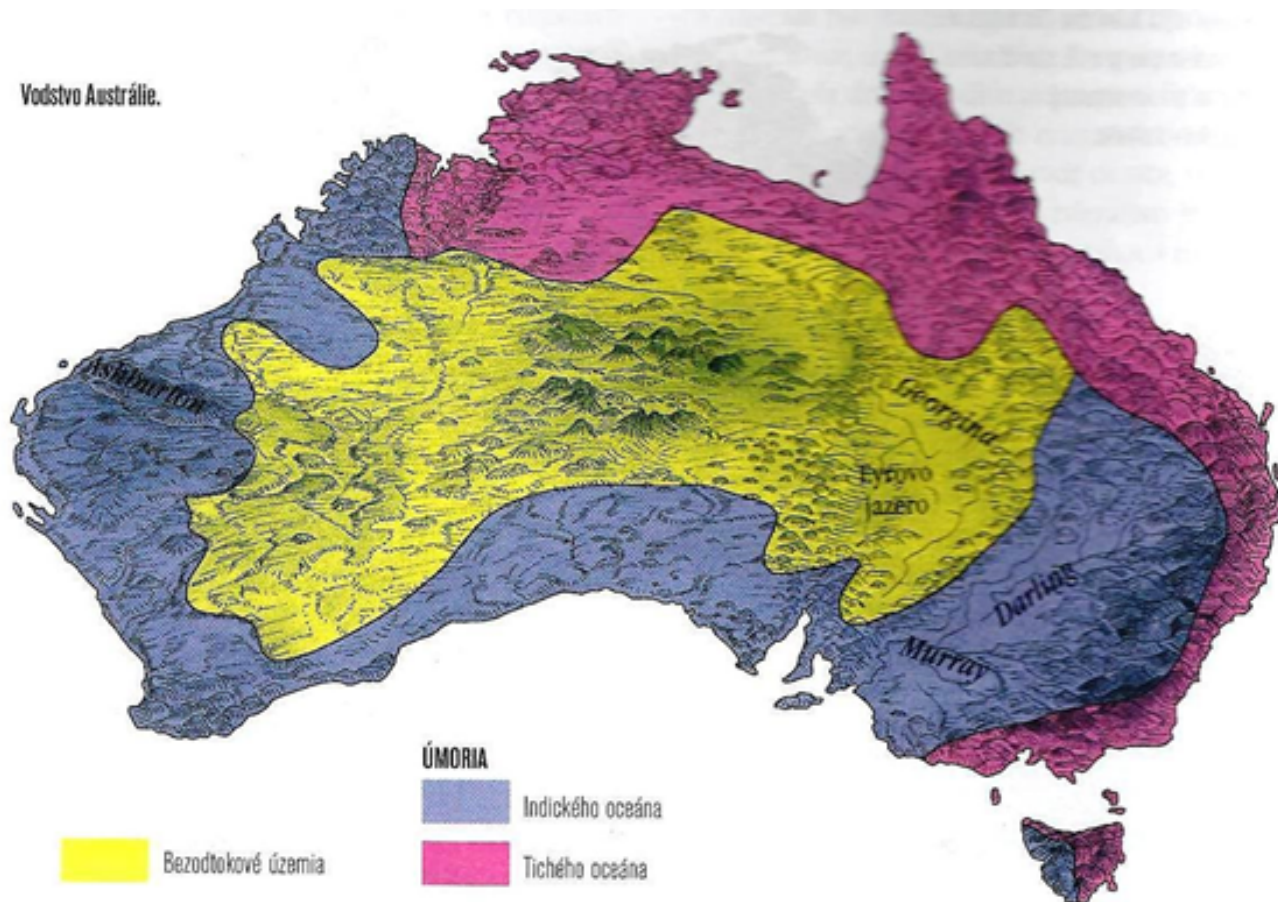 Vodstvo Austrálie.
Ashburton
Georgina
Eyrovo
jazero
Darling
Murray
ÚMORIA
Indického oceána
Bezodtokové územia
Tichého oceána